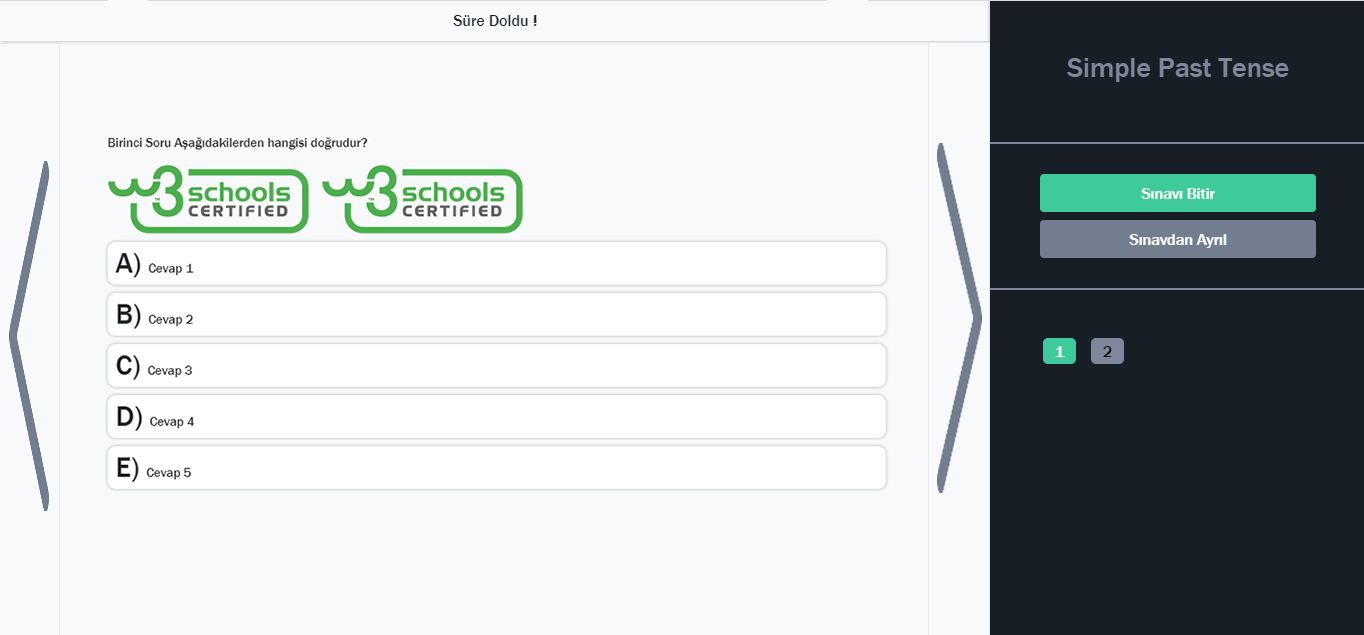 Süre Doldu !
Simple Past Tense
Birinci Soru Aşağıdakilerden hangisi doğrudur?
w3schools CERTIFIED
w3schools CERTIFIED
A) Cevap 1
B) Cevap 2
C) Cevap 3
D) Cevap 4
E) Cevap 5
Sınavı Bitir
Sınavdan Ayrıl
1 2